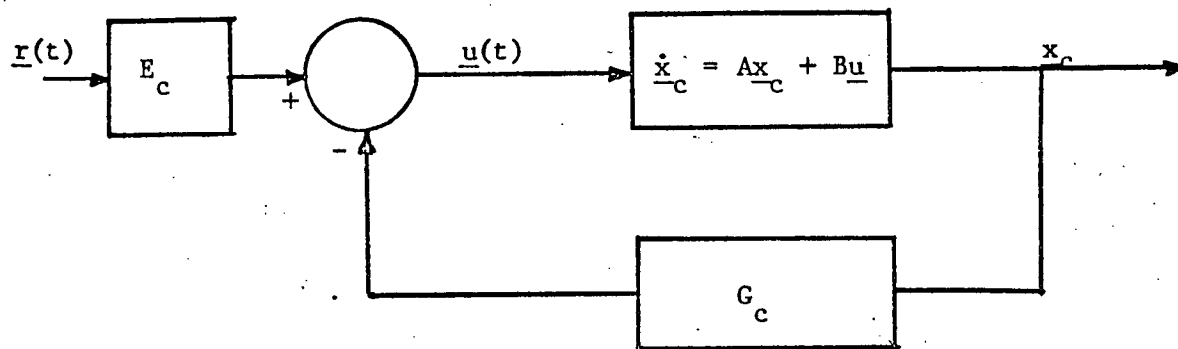 r(t)
E_c
+
-
u(t)
ẋ_c = Ax_c + Bu
x_c
G_c